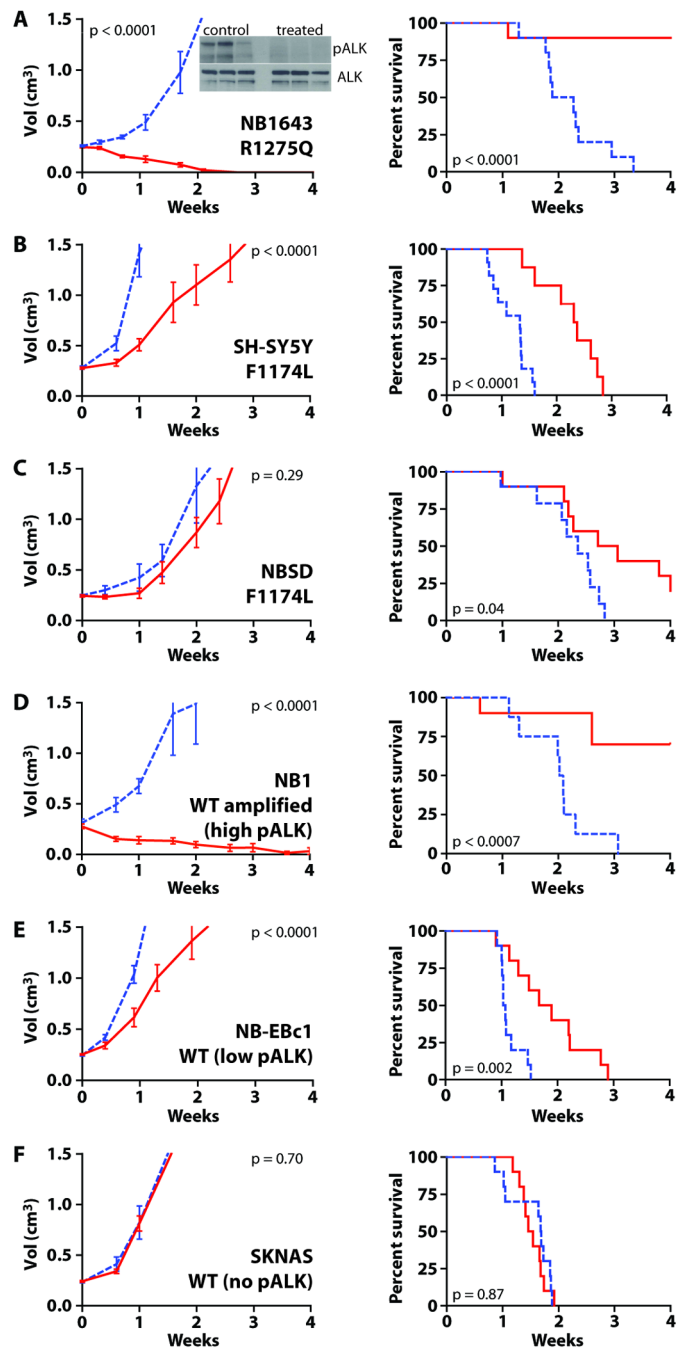 A
p < 0.0001
control treated
pALK
ALK
NB1643
R1275Q
Vol (cm³)
1.5
1.0
0.5
0.0
0 1 2 3 4
Weeks
Percent survival
100
75
50
25
0
p < 0.0001
0 1 2 3 4
Weeks
B
p < 0.0001
SH-SY5Y
F1174L
Vol (cm³)
1.5
1.0
0.5
0.0
0 1 2 3 4
Weeks
Percent survival
100
75
50
25
0
p < 0.0001
0 1 2 3 4
Weeks
C
p = 0.29
NBSD
F1174L
Vol (cm³)
1.5
1.0
0.5
0.0
0 1 2 3 4
Weeks
Percent survival
100
75
50
25
0
p = 0.04
0 1 2 3 4
Weeks
D
p < 0.0001
NB1
WT amplified
(high pALK)
Vol (cm³)
1.5
1.0
0.5
0.0
0 1 2 3 4
Weeks
Percent survival
100
75
50
25
0
p < 0.0007
0 1 2 3 4
Weeks
E
p < 0.0001
NB-EBc1
WT (low pALK)
Vol (cm³)
1.5
1.0
0.5
0.0
0 1 2 3 4
Weeks
Percent survival
100
75
50
25
0
p = 0.002
0 1 2 3 4
Weeks
F
p = 0.70
SKNAS
WT (no pALK)
Vol (cm³)
1.5
1.0
0.5
0.0
0 1 2 3 4
Weeks
Percent survival
100
75
50
25
0
p = 0.87
0 1 2 3 4
Weeks